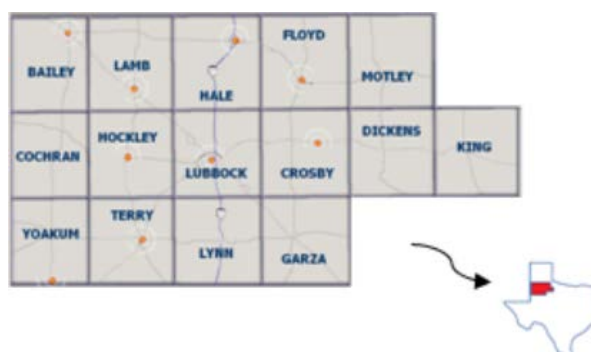 BAILEY
LAMB
HALE
FLOYD
MOTLEY
COCHRAN
HOCKLEY
LUBBOCK
CROSBY
DICKENS
KING
YOAKUM
TERRY
LYNN
GARZA